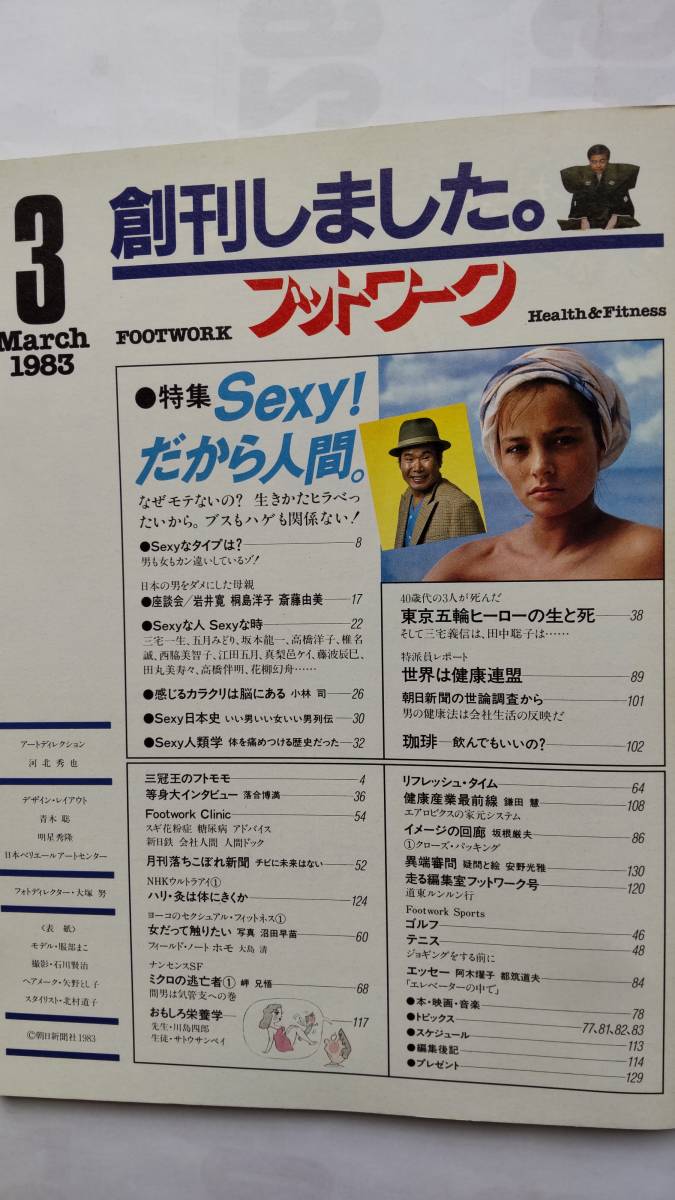 3
March
1983
創刊しました。
FOOTWORK
フットワーク
Health&Fitness
●特集 Sexy!
だから人間。
なぜモテないの? 生きかたヒラベっ
たいから。ブスもハゲも関係ない!
●Sexyなタイプは?——8
男も女もカン違いしているゾ!
日本の男をダメにした母親
●座談会/岩井寛 桐島洋子 斎藤由美—17
●Sexyな人 Sexyな時——22
三宅一生、五月みどり、坂本龍一、高橋洋子、椎名
誠、西脇美智子、江田五月、真梨邑ケイ、藤波辰巳、
田丸美寿々、高橋伴明、花柳幻舟……
●感じるカラクリは脳にある 小林 司—26
●Sexy日本史 いい男いい女いい男列伝—30
●Sexy人類学 体を痛めつける歴史だった—32
40歳代の3人が死んだ
東京五輪ヒーローの生と死—38
そして三宅義信は、田中聡子は……
特派員レポート
世界は健康連盟——89
朝日新聞の世論調査から——101
男の健康法は会社生活の反映だ
珈琲—飲んでもいいの?——102
三冠王のフトモモ——4
等身大インタビュー 落合博満——36
Footwork Clinic——54
スギ花粉症 糖尿病 アドバイス
新日鉄 会社人間 人間ドック
月刊落ちこぼれ新聞 チビに未来はない—52
NHKウルトラアイ①
ハリ・灸は体にきくか——124
ヨーコのセクシュアル・フィットネス①
女だって触りたい 写真 沼田早苗——60
フィールド・ノート ホモ 大島 清
ナンセンスSF
ミクロの逃亡者① 岬 兄悟——68
間男は気管支への巻
おもしろ栄養学——117
先生・川島四郎
生徒・サトウサンペイ
リフレッシュ・タイム——64
健康産業最前線 鎌田 慧——108
エアロビクスの家元システム
イメージの回廊 坂根厳夫——86
①クローズ・パッキング
異端審問 疑問と絵 安野光雅——130
走る編集室フットワーク号——120
道東ルンルン行
Footwork Sports
ゴルフ——46
テニス——48
ジョギングをする前に
エッセー 阿木燿子 都筑道夫——84
「エレベーターの中で」
●本・映画・音楽——78
●トピックス——77、81、82、83
●スケジュール——113
●編集後記——114
●プレゼント——129
アートディレクション
河北秀也
デザイン・レイアウト
青木 聡
明星秀隆
日本ベリエールアートセンター
フォトディレクター・大塚 努
〈表 紙〉
モデル・服部まこ
撮影・石川賢治
ヘアメーク・矢野とし子
スタイリスト・北村道子
©朝日新聞社1983